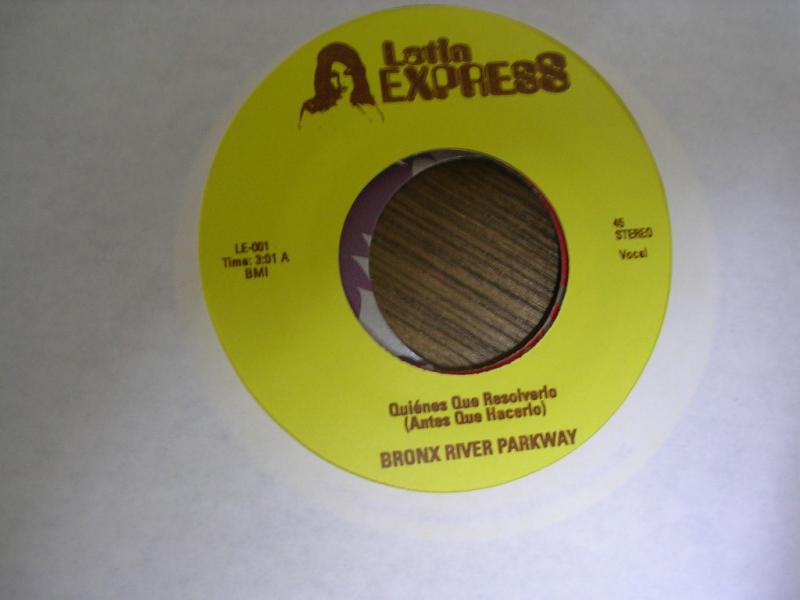 Latin
EXPRESS
LE-001
Time: 3:01 A
BMI
45
STEREO
Vocal
Quiénes Que Resolverlo
(Antes Que Hacerlo)
BRONX RIVER PARKWAY